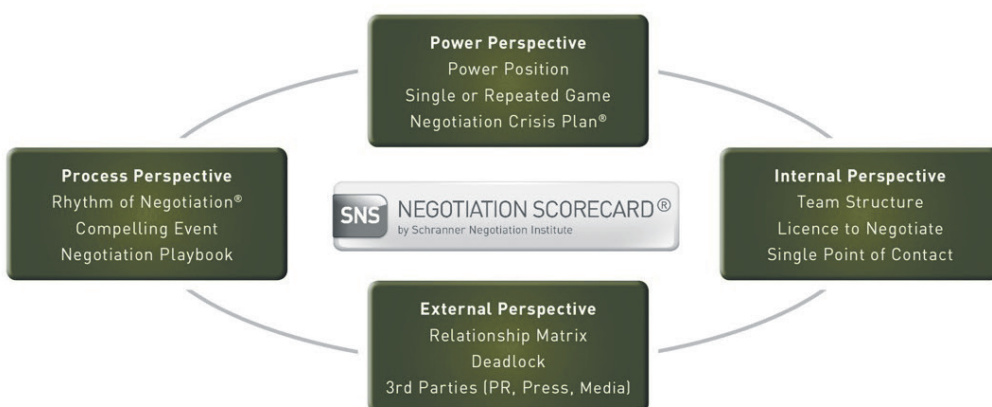 Power Perspective
Power Position
Single or Repeated Game
Negotiation Crisis Plan®
Process Perspective
Rhythm of Negotiation®
Compelling Event
Negotiation Playbook
SNS
NEGOTIATION SCORECARD®
by Schranner Negotiation Institute
Internal Perspective
Team Structure
Licence to Negotiate
Single Point of Contact
External Perspective
Relationship Matrix
Deadlock
3rd Parties (PR, Press, Media)